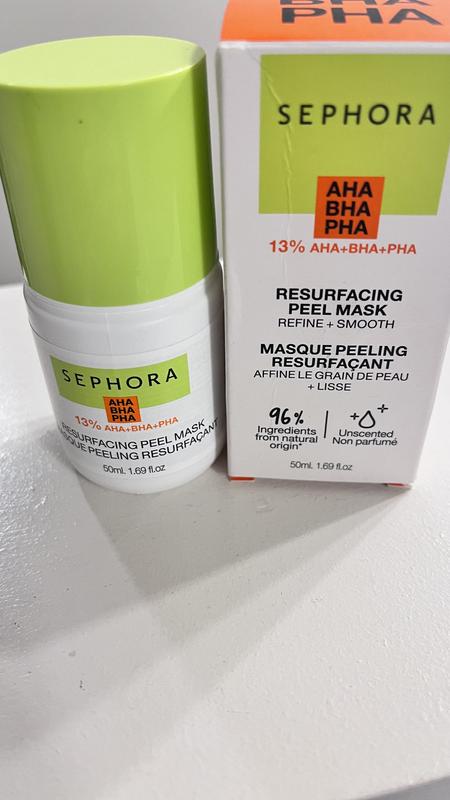 SEPHORA
AHA
BHA
PHA
13% AHA+BHA+PHA
RESURFACING PEEL MASK
MASQUE PEELING RESURFAÇANT
50mL 1.69 fl.oz
BHA
PHA
SEPHORA
AHA
BHA
PHA
13% AHA+BHA+PHA
RESURFACING
PEEL MASK
REFINE + SMOOTH
MASQUE PEELING
RESURFAÇANT
AFFINE LE GRAIN DE PEAU
+ LISSE
96%
Ingredients
from natural
origin*
Unscented
Non parfumé
50mL 1.69 fl.oz